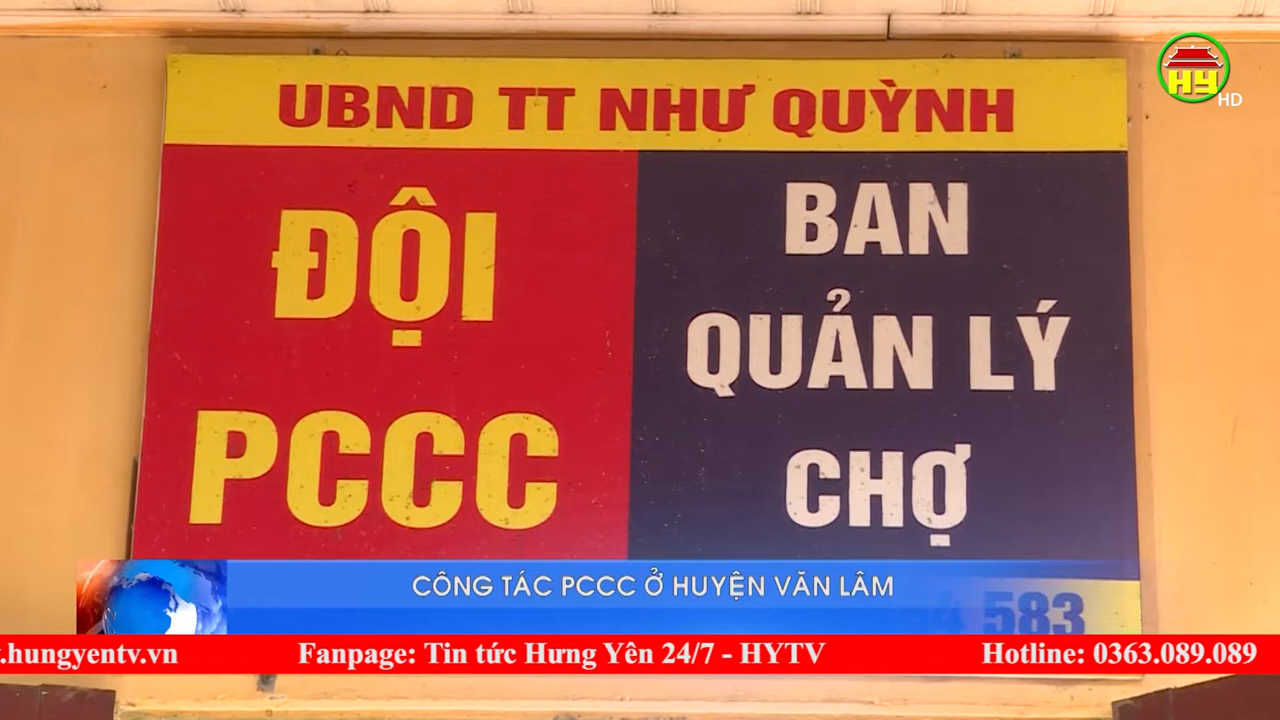 UBND TT NHƯ QUỲNH
HY
HD
ĐỘI
PCCC
BAN
QUẢN LÝ
CHỢ
CÔNG TÁC PCCC Ở HUYỆN VĂN LÂM
583
.hungyentv.vn Fanpage: Tin tức Hưng Yên 24/7 - HYTV Hotline: 0363.089.089